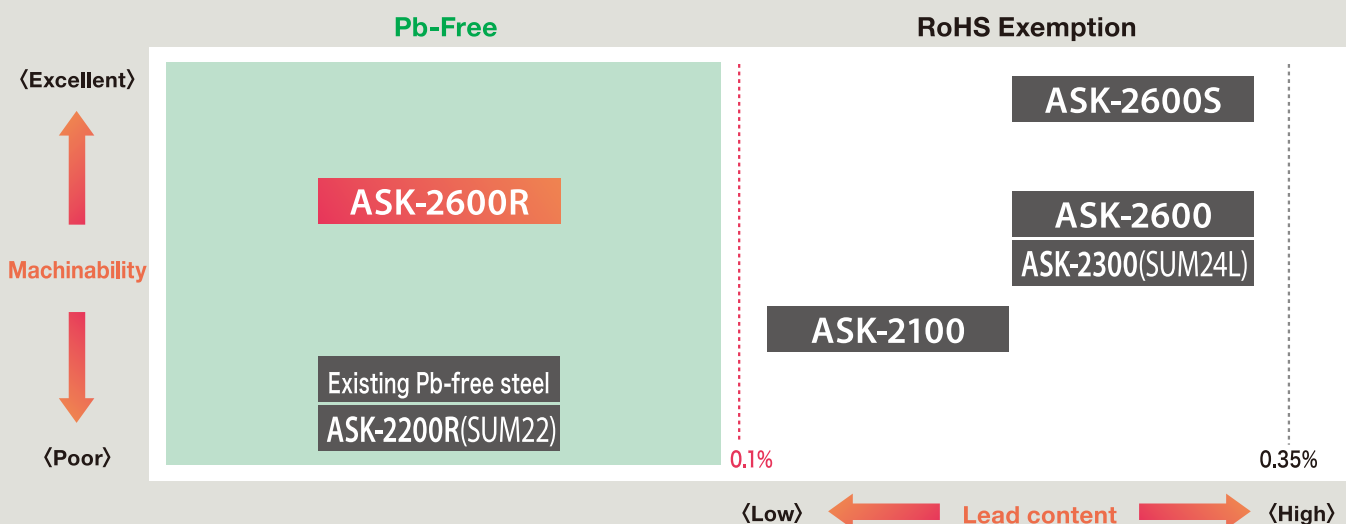 Pb-Free
RoHS Exemption
〈Excellent〉
ASK-2600S
ASK-2600R
ASK-2600
Machinability
ASK-2300(SUM24L)
ASK-2100
Existing Pb-free steel
ASK-2200R(SUM22)
〈Poor〉
0.1%
0.35%
〈Low〉
Lead content
〈High〉